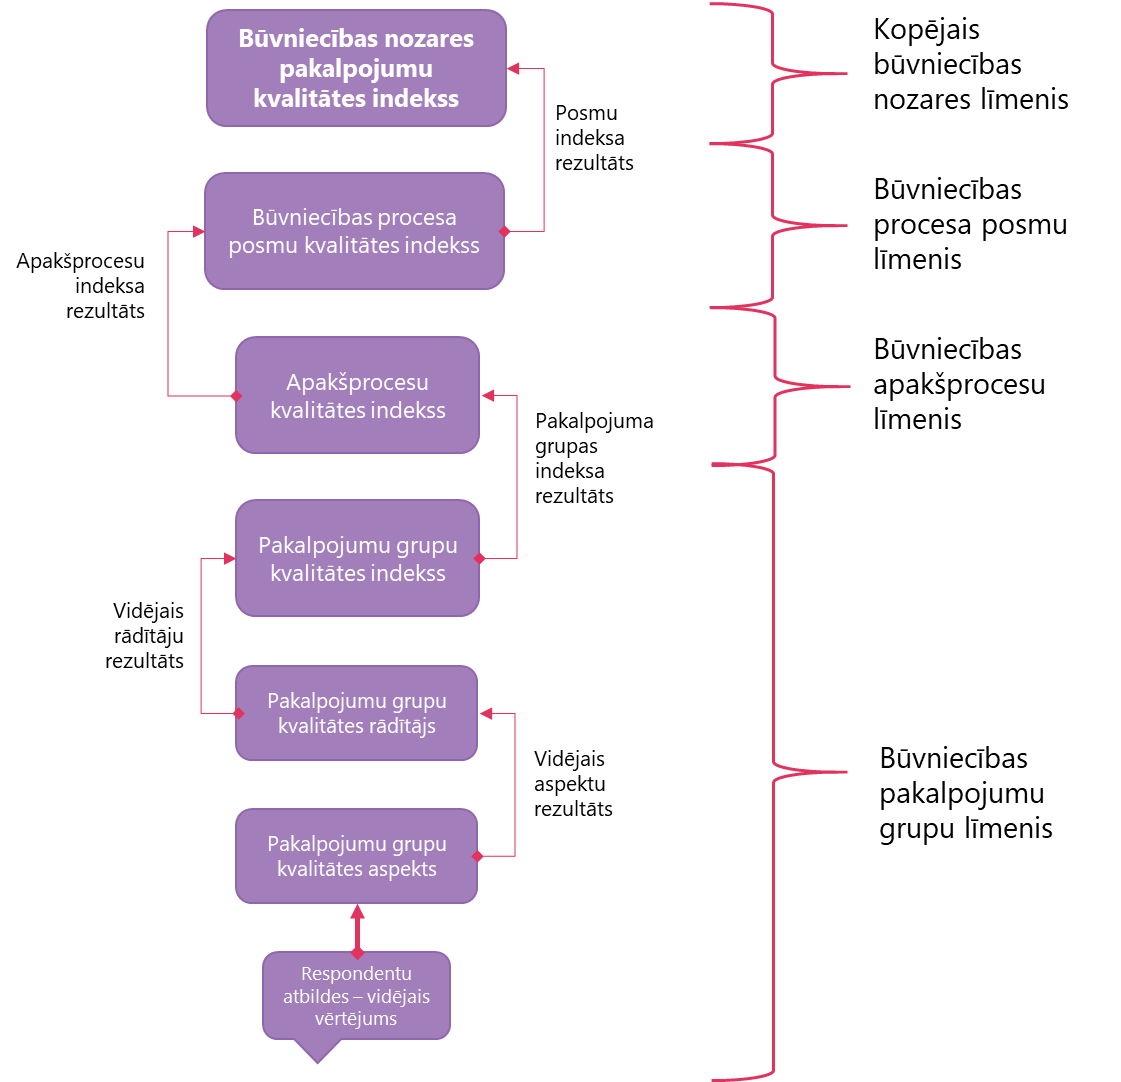 Būvniecības nozares
pakalpojumu
kvalitātes indekss
Kopējais
būvniecības
nozares līmenis
Posmu
indeksa
rezultāts
Būvniecības procesa
posmu kvalitātes indekss
Būvniecības
procesa posmu
līmenis
Apakšprocesu
indeksa
rezultāts
Apakšprocesu
kvalitātes indekss
Būvniecības
apakšprocesu
līmenis
Pakalpojuma
grupas
indeksa
rezultāts
Pakalpojumu grupu
kvalitātes indekss
Vidējais
rādītāju
rezultāts
Pakalpojumu grupu
kvalitātes rādītājs
Vidējais
aspektu
rezultāts
Būvniecības
pakalpojumu
grupu līmenis
Pakalpojumu grupu
kvalitātes aspekts
Respondentu
atbildes – vidējais
vērtējums